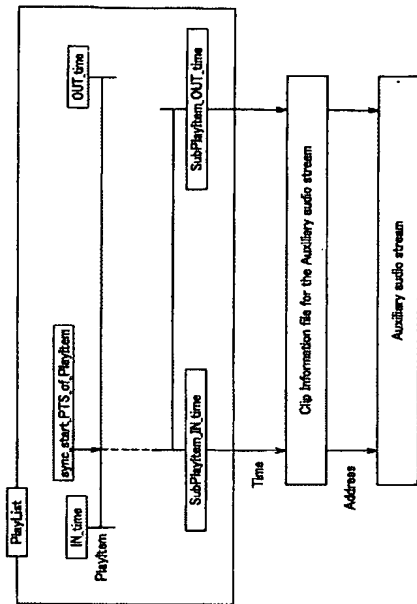 PlayList
IN_time
sync_start_PTS_of_PlayItem
OUT_time
PlayItem
SubPlayItem_IN_time
SubPlayItem_OUT_time
Time
Clip Information file for the Auxiliary audio stream
Address
Auxiliary audio stream